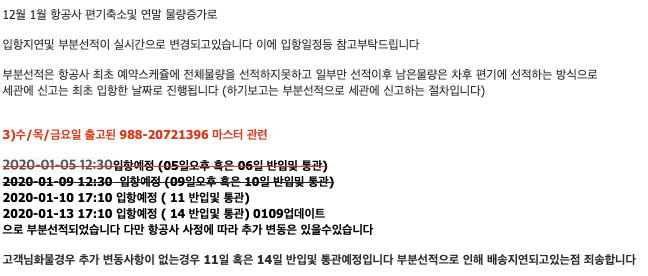 12월 1월 항공사 편기축소및 연말 물량증가로
입항지연및 부분선적이 실시간으로 변경되고있습니다 이에 입항일정등 참고부탁드립니다
부분선적은 항공사 최초 예약스케쥴에 전체물량을 선적하지못하고 일부만 선적이후 남은물량은 차후 편기에 선적하는 방식으로
세관에 신고는 최초 입항한 날짜로 진행됩니다 (하기보고는 부분선적으로 세관에 신고하는 절차입니다)
3)수/목/금요일 출고된 988-20721396 마스터 관련
2020-01-05 12:30입항예정 (05일오후 혹은 06일 반입및 통관)
2020-01-09 12:30 입항예정 (09일오후 혹은 10일 반입및 통관)
2020-01-10 17:10 입항예정 ( 11 반입및 통관)
2020-01-13 17:10 입항예정 ( 14 반입및 통관) 0109업데이트
으로 부분선적되었습니다 다만 항공사 사정에 따라 추가 변동은 있을수있습니다
고객님화물경우 추가 변동사항이 없는경우 11일 혹은 14일 반입및 통관예정입니다 부분선적으로 인해 배송지연되고있는점 죄송합니다